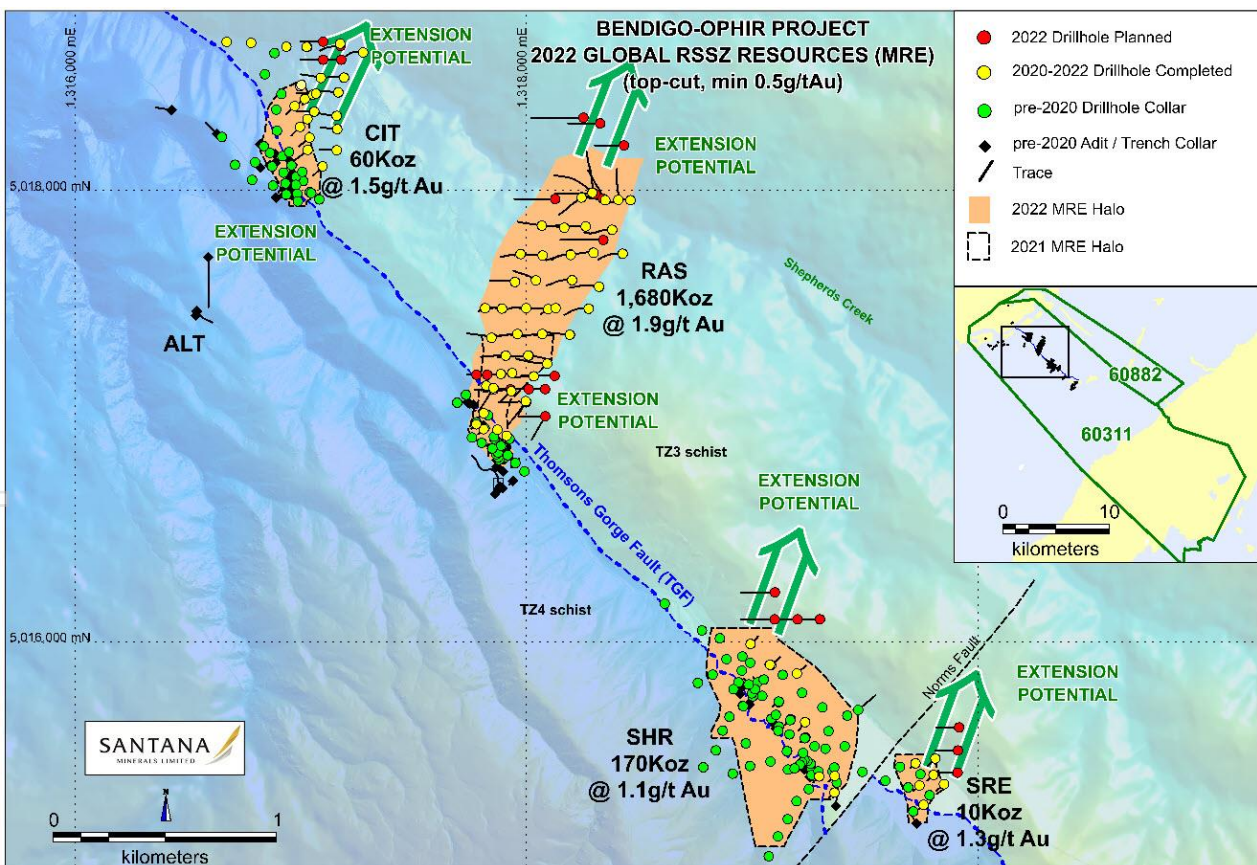 BENDIGO-OPHIR PROJECT
2022 GLOBAL RSSZ RESOURCES (MRE)
(top-cut, min 0.5g/tAu)
1,316,000 mE
1,318,000 mE
5,018,000 mN
5,016,000 mN
EXTENSION
POTENTIAL
CIT
60Koz
@ 1.5g/t Au
EXTENSION
POTENTIAL
EXTENSION
POTENTIAL
ALT
RAS
1,680Koz
@ 1.9g/t Au
Shepherds Creek
EXTENSION
POTENTIAL
TZ3 schist
Thomsons Gorge Fault (TGF)
TZ4 schist
EXTENSION
POTENTIAL
Norms Fault
EXTENSION
POTENTIAL
SHR
170Koz
@ 1.1g/t Au
SRE
10Koz
@ 1.3g/t Au
SANTANA
MINERALS LIMITED
N
0 1
kilometers
2022 Drillhole Planned
2020-2022 Drillhole Completed
pre-2020 Drillhole Collar
pre-2020 Adit / Trench Collar
Trace
2022 MRE Halo
2021 MRE Halo
60882
60311
0 10
kilometers